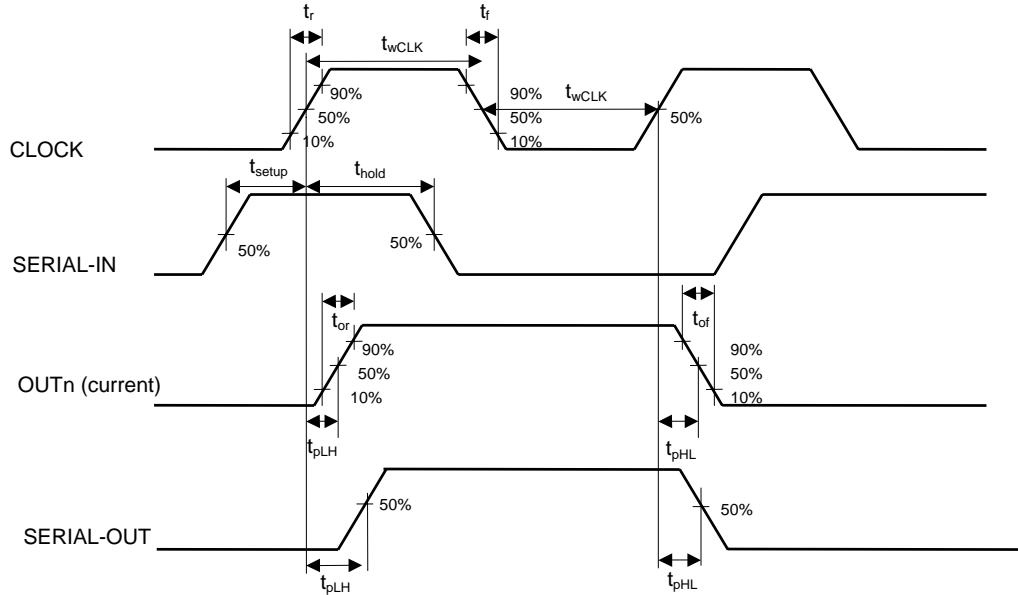 tr
tf
twCLK
90%
50%
10%
90%
50%
10%
twCLK
50%
CLOCK
tsetup
thold
50%
50%
SERIAL-IN
tor
tof
90%
50%
10%
90%
50%
10%
OUTn (current)
tpLH
tpHL
50%
50%
SERIAL-OUT
tpLH
tpHL